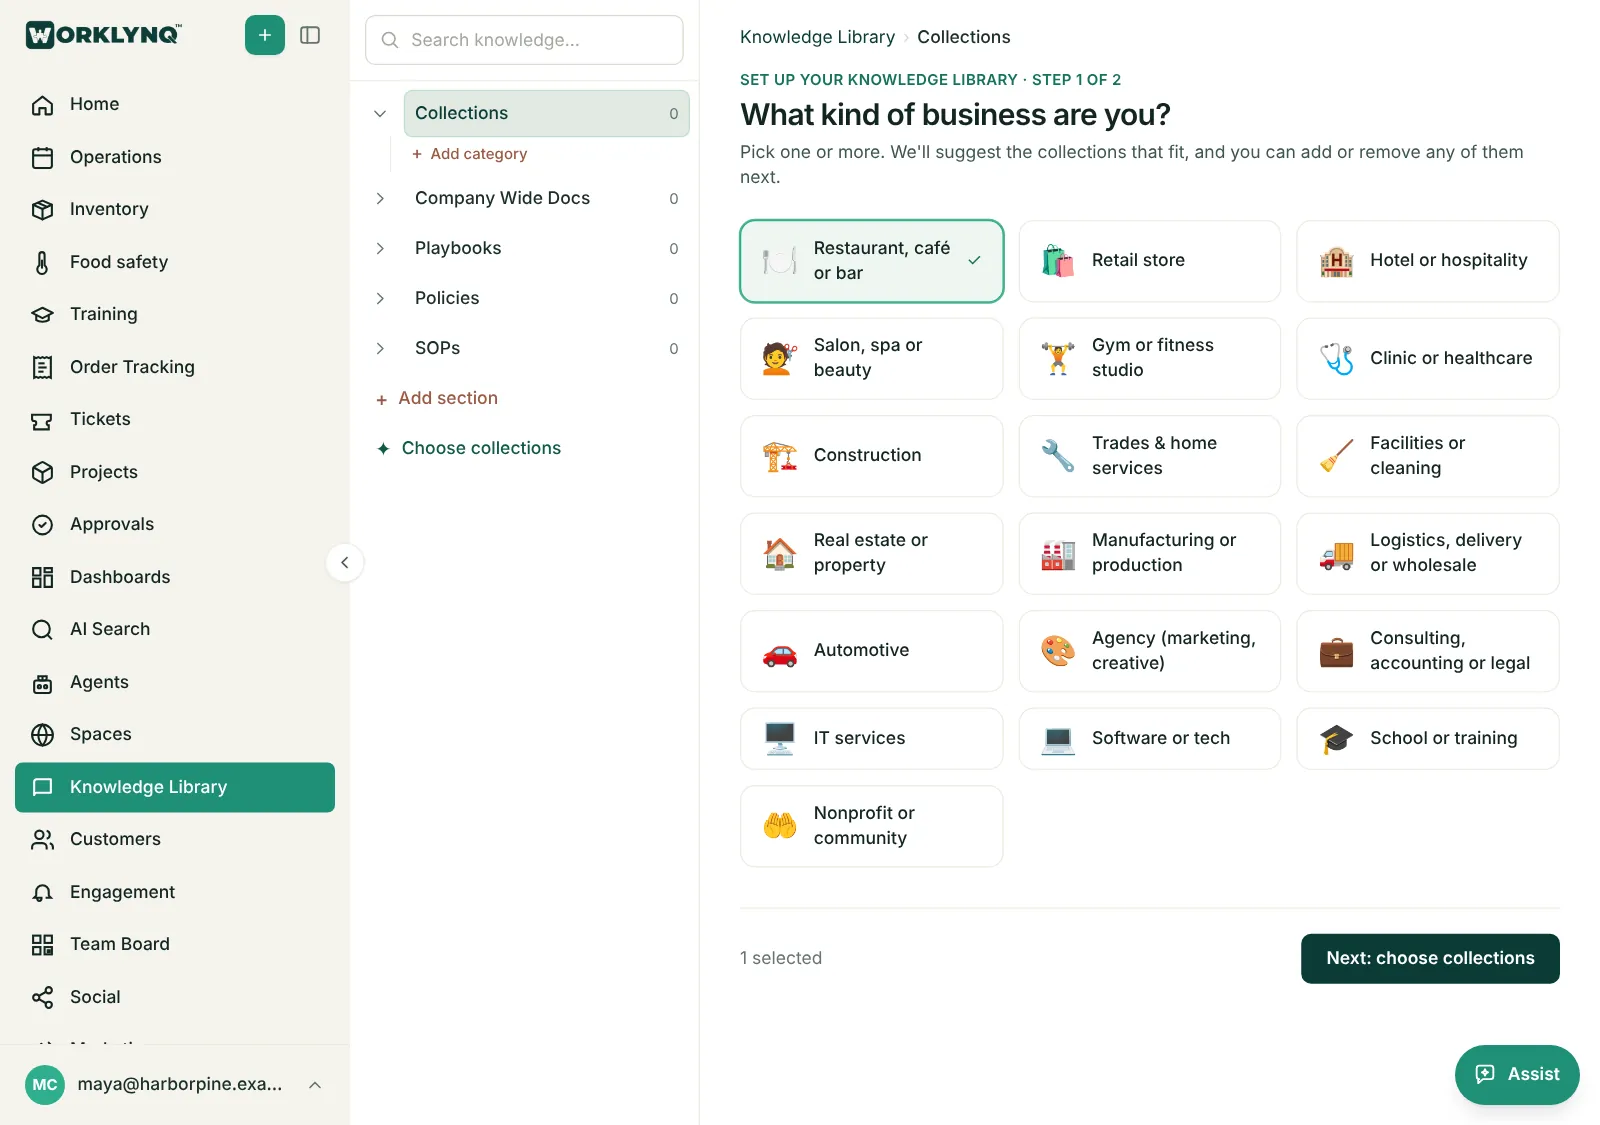 WORKLYNQ™
Home
Operations
Inventory
Food safety
Training
Order Tracking
Tickets
Projects
Approvals
Dashboards
AI Search
Agents
Spaces
Knowledge Library
Customers
Engagement
Team Board
Social
MC maya@harborpine.exa...
Search knowledge...
Collections 0
+ Add category
Company Wide Docs 0
Playbooks 0
Policies 0
SOPs 0
+ Add section
Choose collections
Knowledge Library › Collections
SET UP YOUR KNOWLEDGE LIBRARY · STEP 1 OF 2
What kind of business are you?
Pick one or more. We'll suggest the collections that fit, and you can add or remove any of them
next.
Restaurant, café
or bar
Retail store
Hotel or hospitality
Salon, spa or
beauty
Gym or fitness
studio
Clinic or healthcare
Construction
Trades & home
services
Facilities or
cleaning
Real estate or
property
Manufacturing or
production
Logistics, delivery
or wholesale
Automotive
Agency (marketing,
creative)
Consulting,
accounting or legal
IT services
Software or tech
School or training
Nonprofit or
community
1 selected
Next: choose collections
Assist